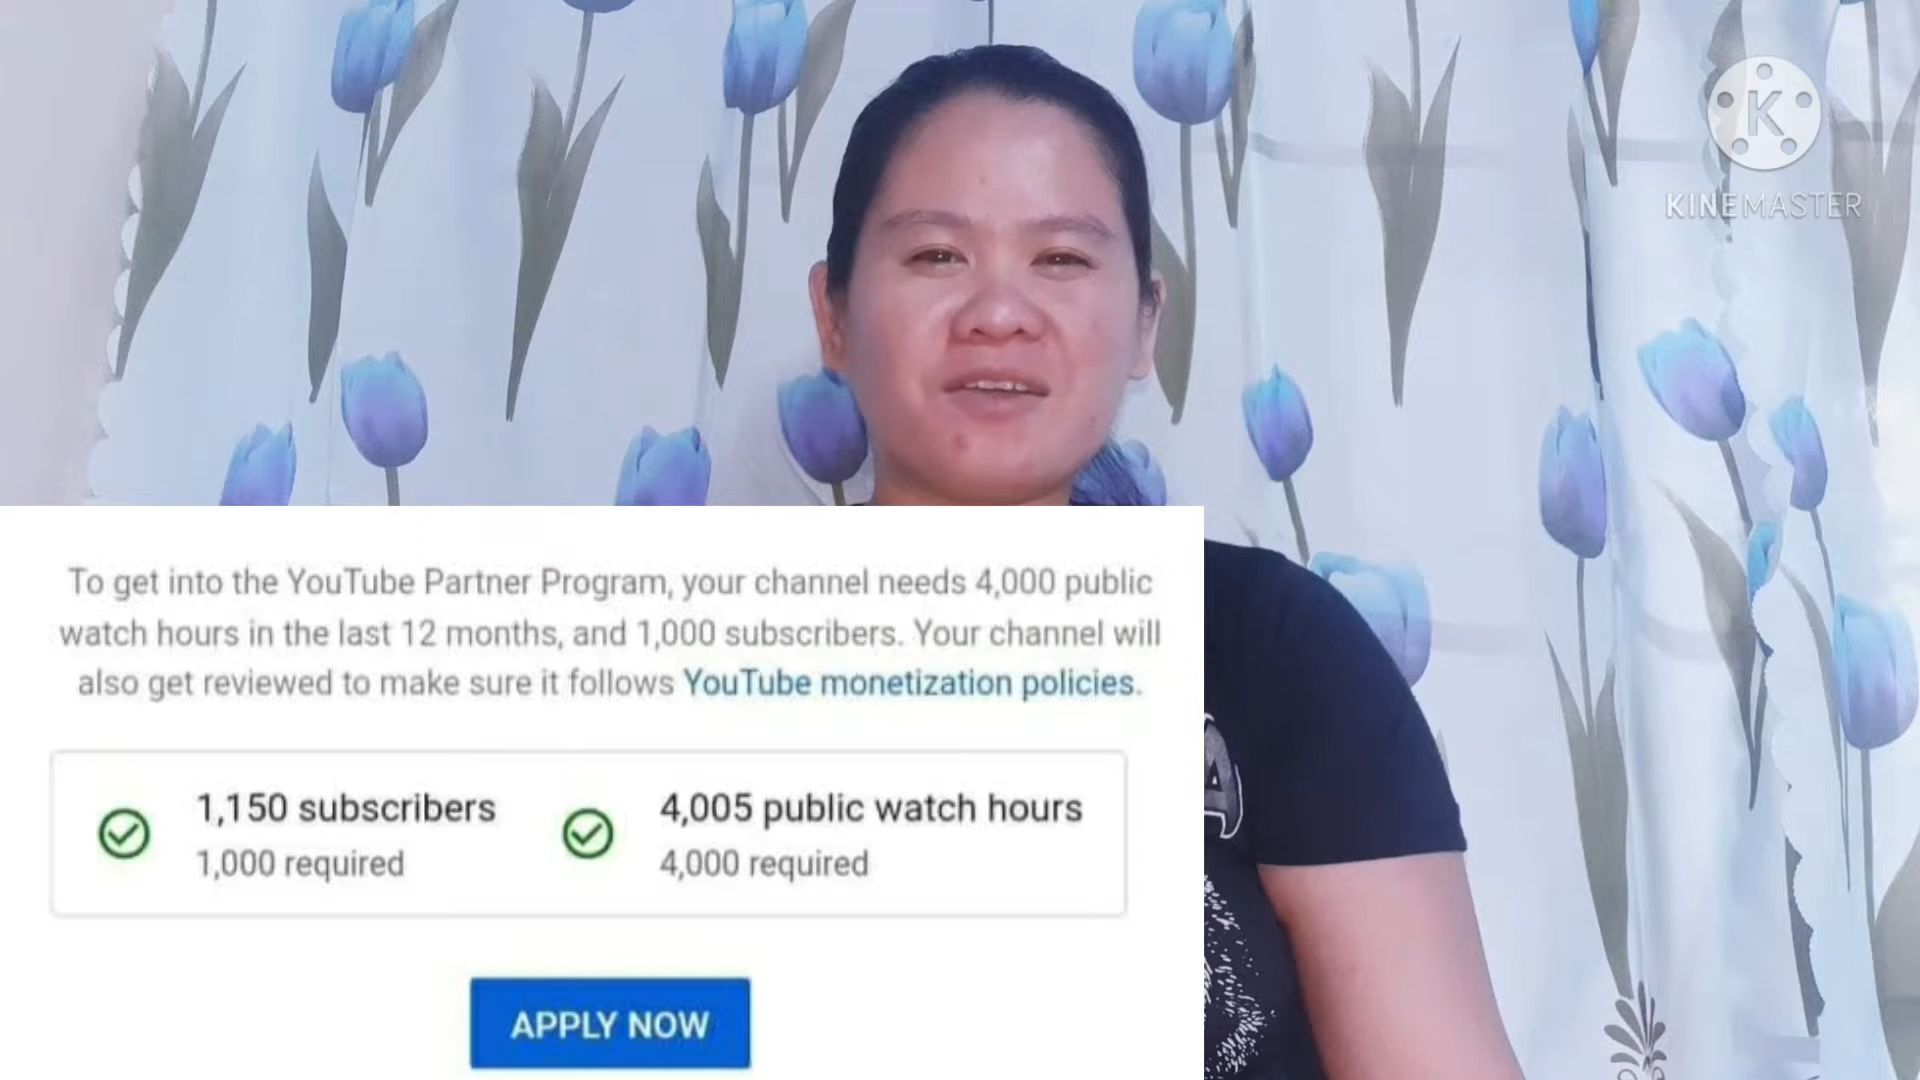 K
KINEMASTER
To get into the YouTube Partner Program, your channel needs 4,000 public
watch hours in the last 12 months, and 1,000 subscribers. Your channel will
also get reviewed to make sure it follows YouTube monetization policies.
1,150 subscribers
1,000 required
4,005 public watch hours
4,000 required
APPLY NOW